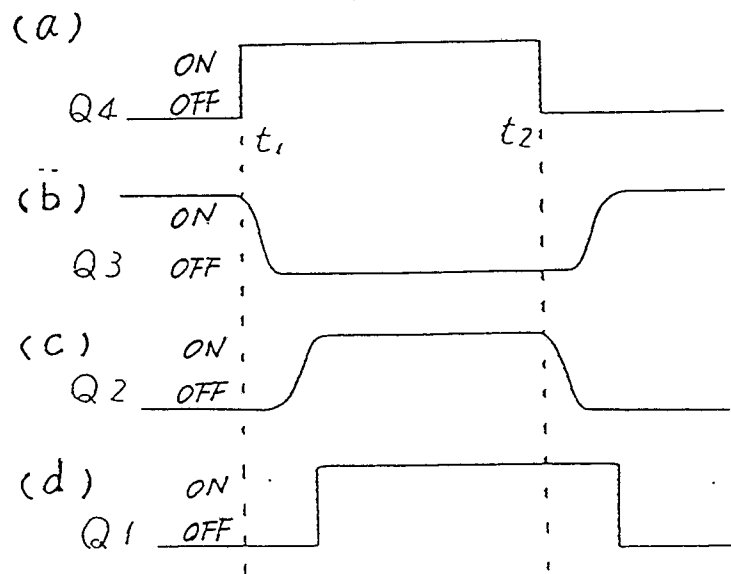 (a)
ON
Q4 OFF
t₁ t2
(b)
ON
Q3 OFF
(c) ON
Q2 OFF
(d) ON
Q1 OFF